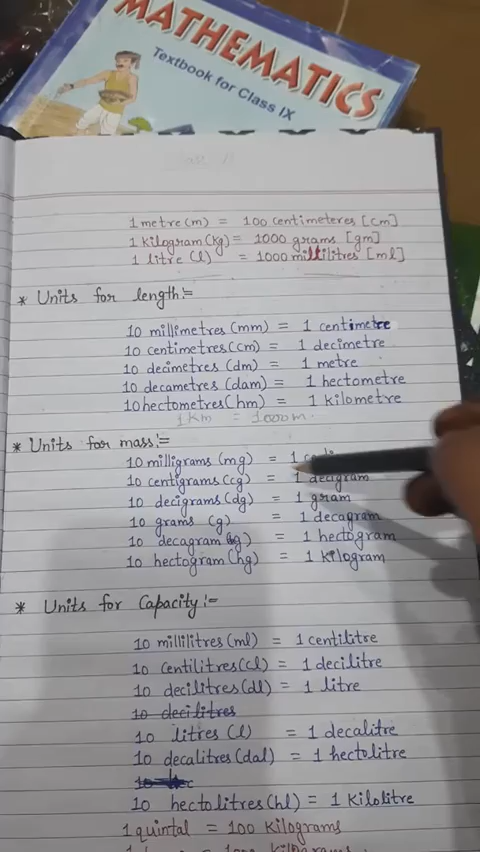 MATHEMATICS
Textbook for Class IX
1 metre (m) = 100 centimeteres [cm]
1 kilogram (kg) = 1000 grams [gm]
1 litre (l) = 1000 millilitres [ml]
* Units for length:=
10 millimetres (mm) = 1 centimetre
10 centimetres (cm) = 1 decimetre
10 decimetres (dm) = 1 metre
10 decametres (dam) = 1 hectometre
10 hectometres (hm) = 1 kilometre
1 Km = 1000 m.
* Units for mass:=
10 milligrams (mg) = 1
10 centigrams (cg) = 1 decigram
10 decigrams (dg) = 1 gram
10 grams (g) = 1 decagram
10 decagram = 1 hectogram
10 hectogram (hg) = 1 kilogram
* Units for Capacity:=
10 millilitres (ml) = 1 centilitre
10 centilitres (cl) = 1 decilitre
10 decilitres (dl) = 1 litre
10 decilitres
10 litres (l) = 1 decalitre
10 decalitres (dal) = 1 hectolitre
10
10 hectolitres (hl) = 1 Kilolitre
1 quintal = 100 Kilograms